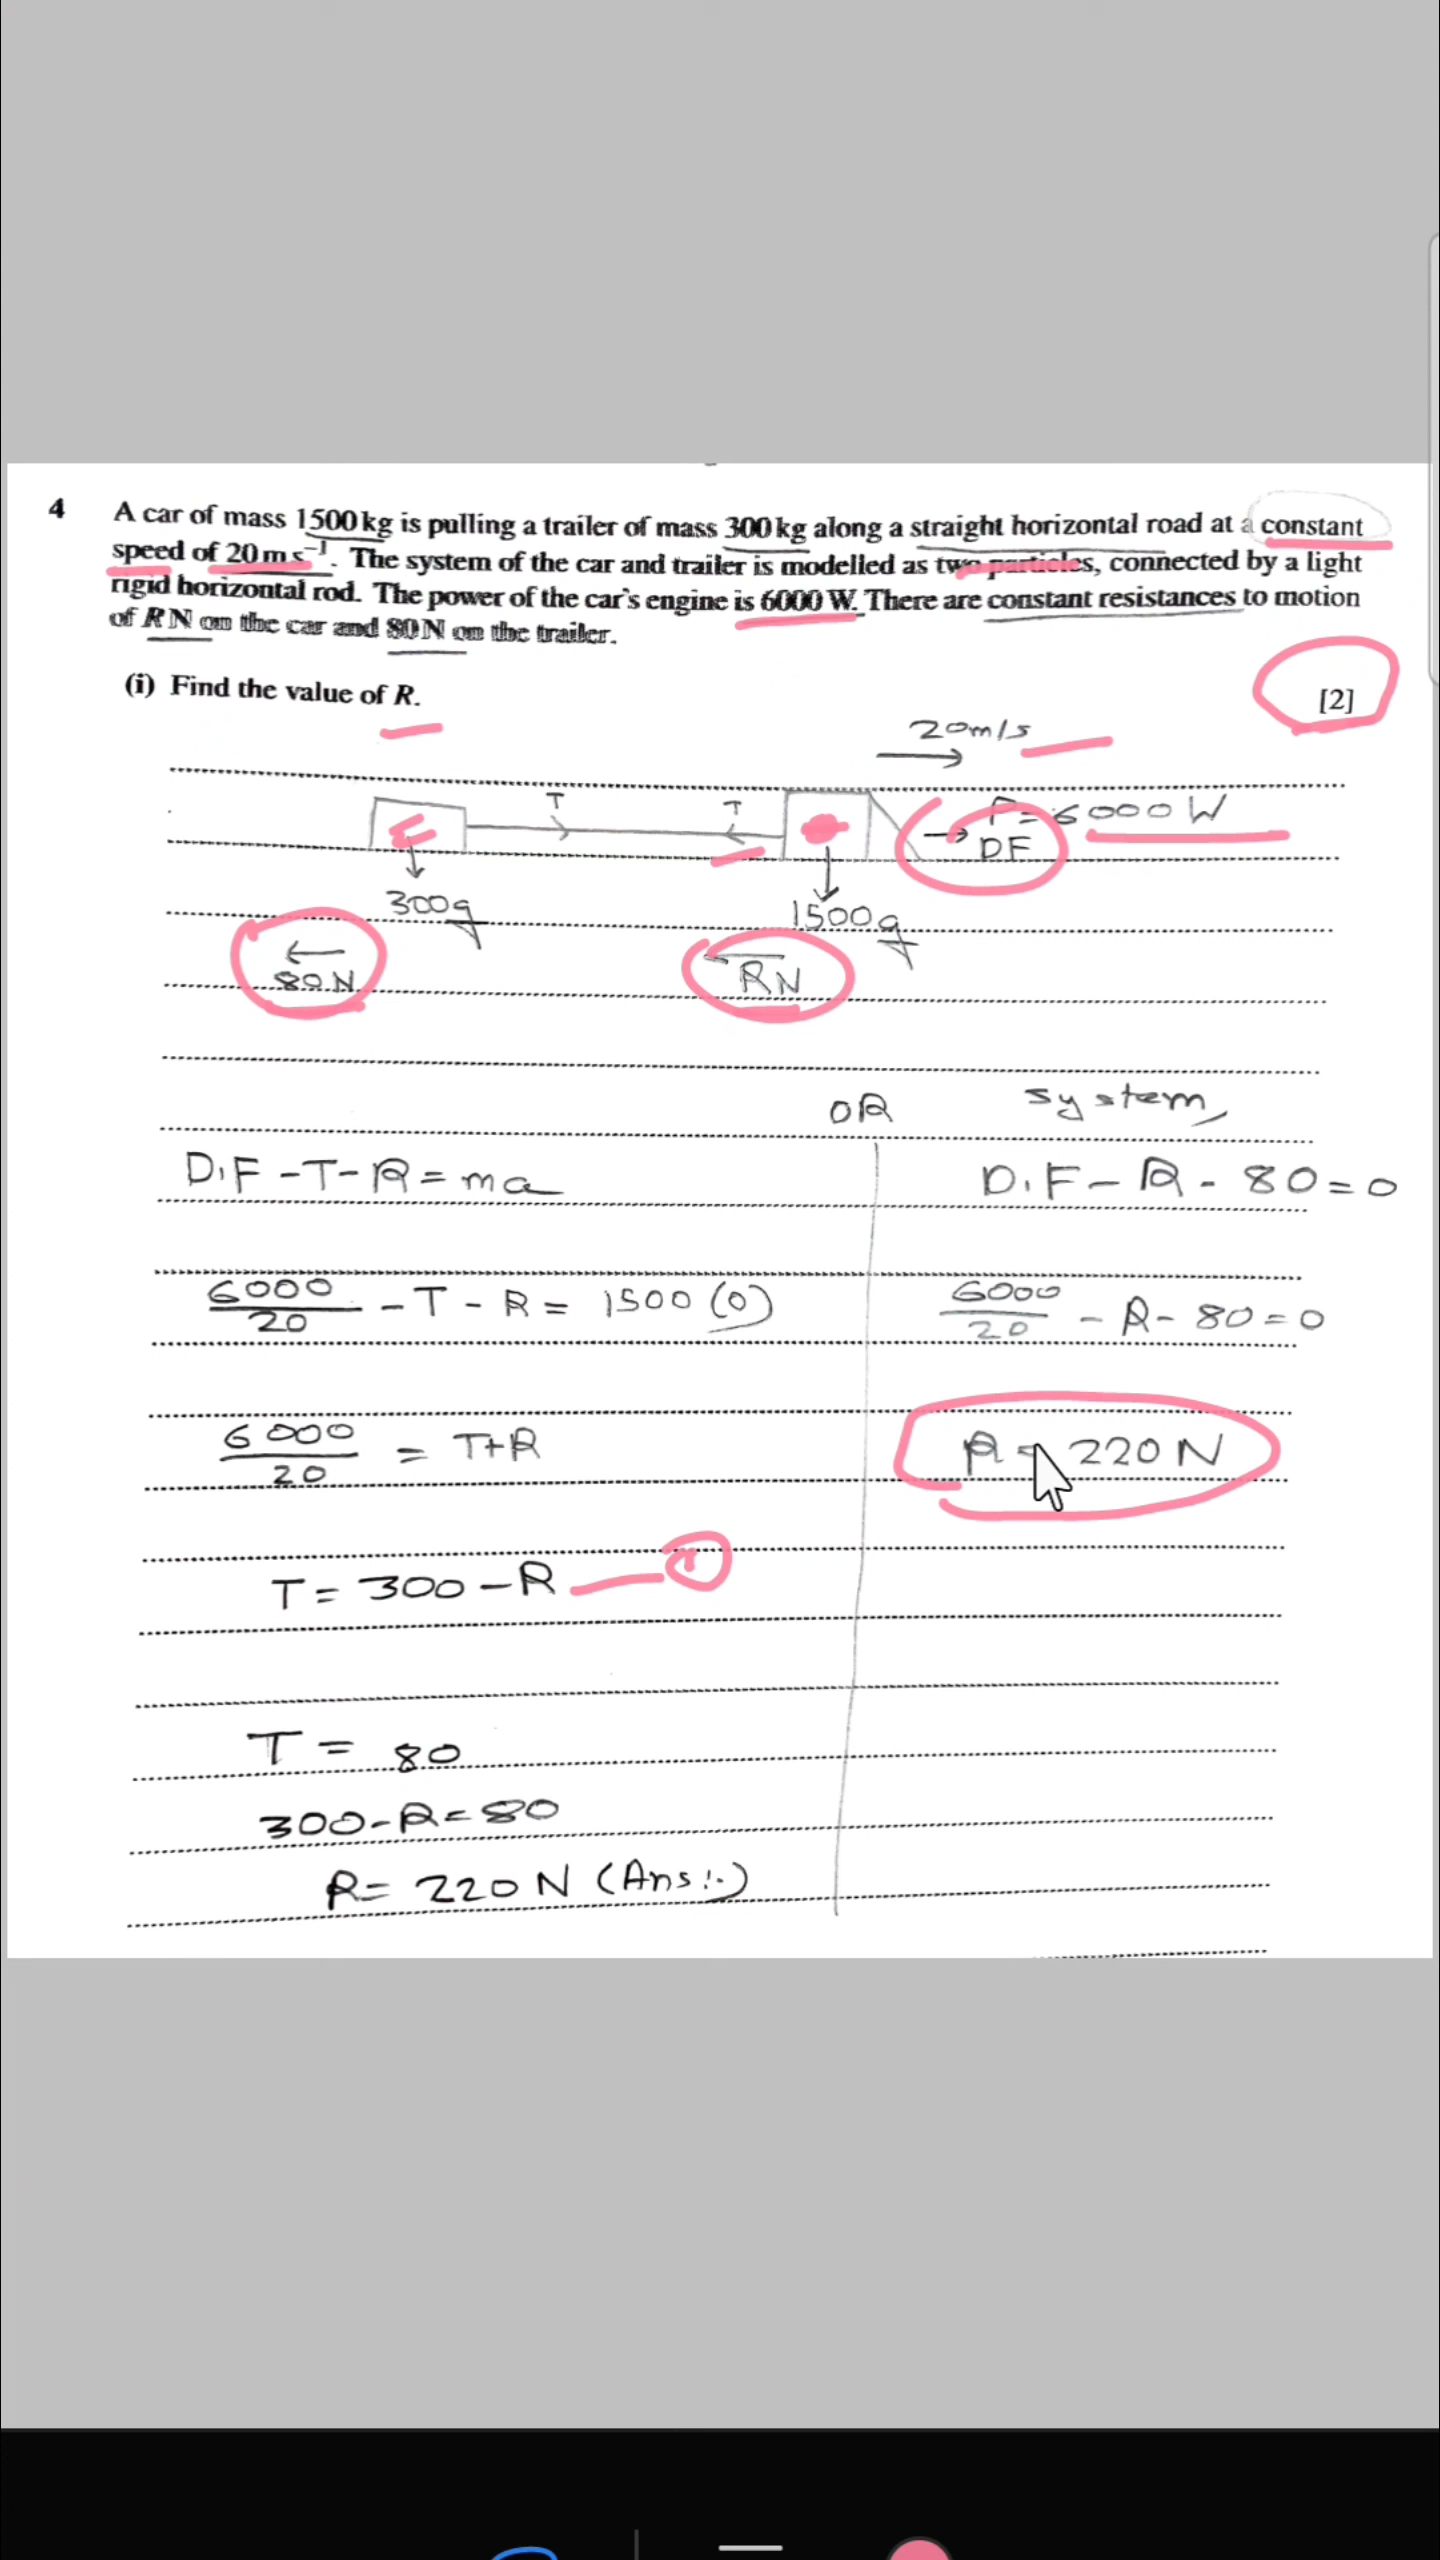 4 A car of mass 1500 kg is pulling a trailer of mass 300 kg along a straight horizontal road at a constant
speed of 20 m s⁻¹. The system of the car and trailer is modelled as two particles, connected by a light
rigid horizontal rod. The power of the car's engine is 6000 W. There are constant resistances to motion
of R N on the car and 80 N on the trailer.
(i) Find the value of R. [2]
20m/s
T T P = 6000 W
DF
300g 1500g
80N RN
OR system
D.F - T - R = ma D.F - R - 80 = 0
6000/20 - T - R = 1500 (0) 6000/20 - R - 80 = 0
6000/20 = T+R R = 220 N
T = 300 - R
T = 80
300 - R = 80
R = 220 N (Ans:-)